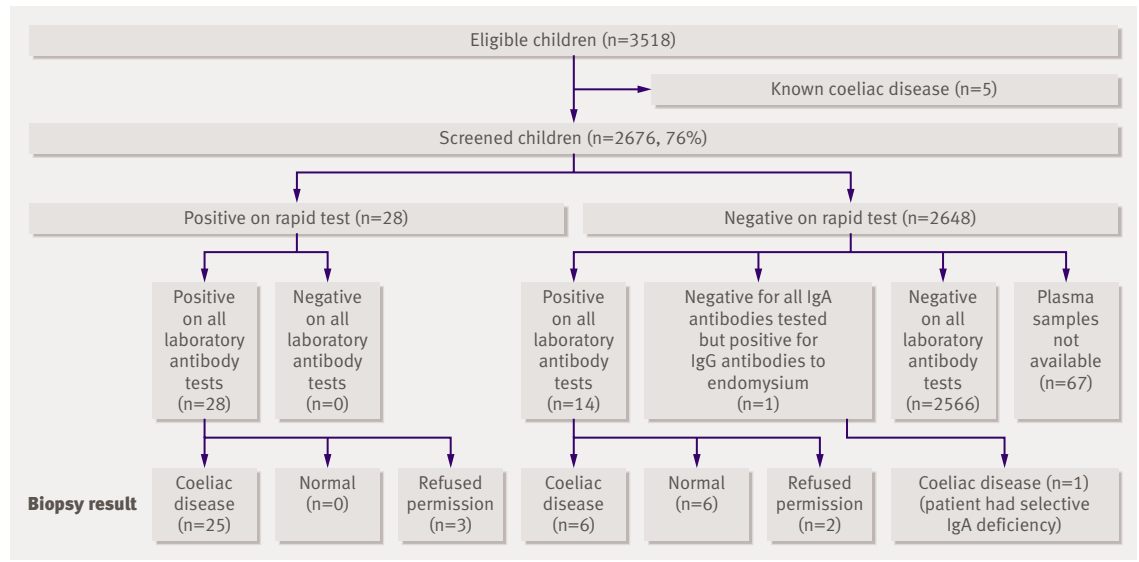 Eligible children (n=3518)
Known coeliac disease (n=5)
Screened children (n=2676, 76%)
Positive on rapid test (n=28)
Negative on rapid test (n=2648)
Positive
on all
laboratory
antibody
tests
(n=28)
Negative
on all
laboratory
antibody
tests
(n=0)
Positive
on all
laboratory
antibody
tests
(n=14)
Negative for all IgA
antibodies tested
but positive for
IgG antibodies to
endomysium
(n=1)
Negative
on all
laboratory
antibody
tests
(n=2566)
Plasma
samples
not
available
(n=67)
Biopsy result
Coeliac
disease
(n=25)
Normal
(n=0)
Refused
permission
(n=3)
Coeliac
disease
(n=6)
Normal
(n=6)
Refused
permission
(n=2)
Coeliac disease (n=1)
(patient had selective
IgA deficiency)